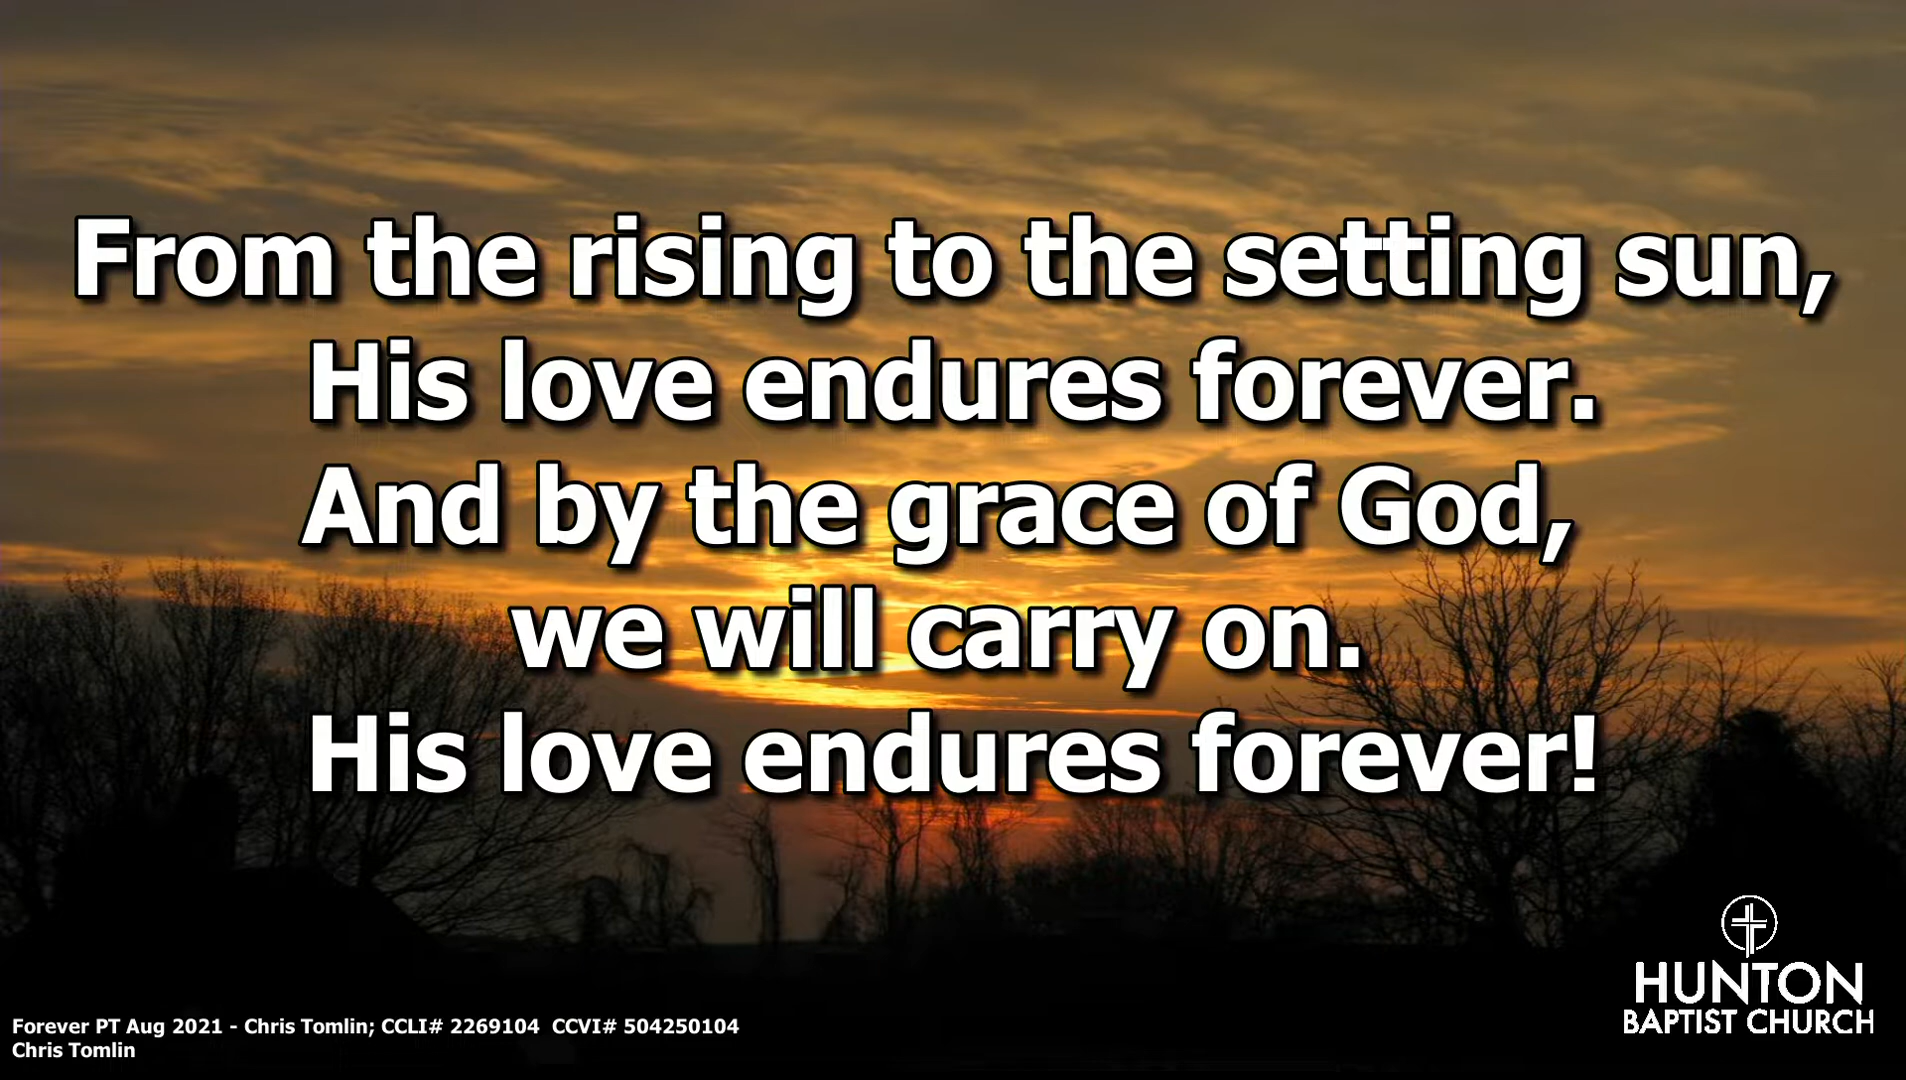 From the rising to the setting sun,
His love endures forever.
And by the grace of God,
we will carry on.
His love endures forever!
HUNTON
BAPTIST CHURCH
Forever PT Aug 2021 - Chris Tomlin; CCLI# 2269104 CCVI# 504250104
Chris Tomlin